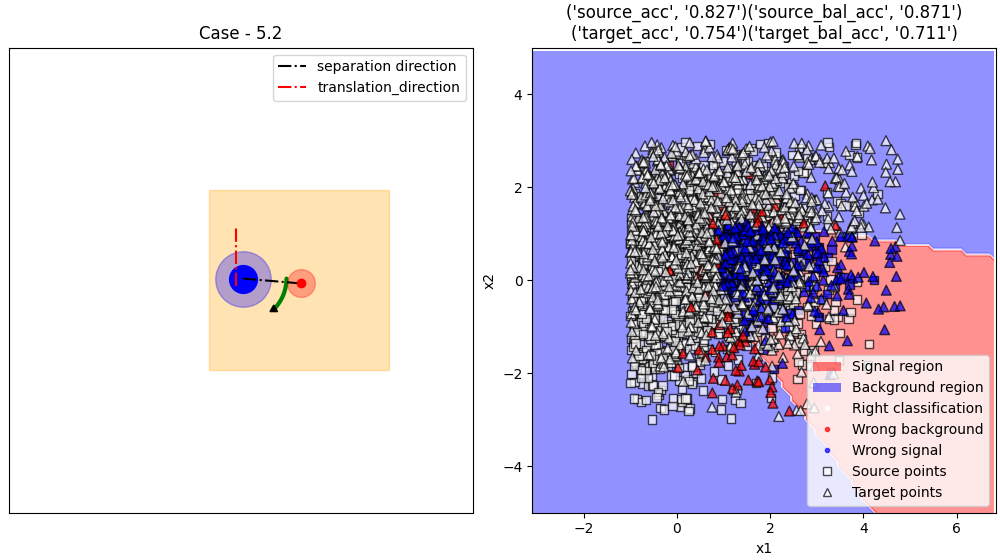 Case - 5.2
separation direction
translation_direction
('source_acc', '0.827')('source_bal_acc', '0.871')
('target_acc', '0.754')('target_bal_acc', '0.711')
4
2
0
−2
−4
x2
Signal region
Background region
Right classification
Wrong background
Wrong signal
Source points
Target points
−2
0
2
4
6
x1